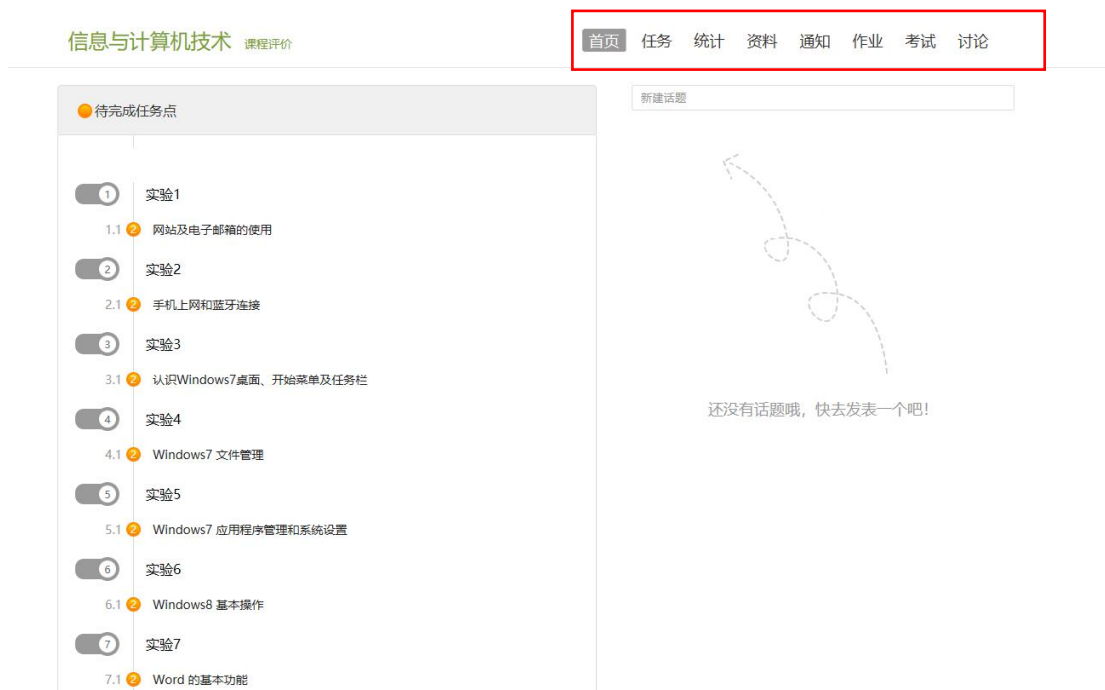 信息与计算机技术 课程评价
首页 任务 统计 资料 通知 作业 考试 讨论
待完成任务点
1 实验1
1.1 2 网站及电子邮箱的使用
2 实验2
2.1 2 手机上网和蓝牙连接
3 实验3
3.1 2 认识Windows7桌面、开始菜单及任务栏
4 实验4
4.1 2 Windows7 文件管理
5 实验5
5.1 2 Windows7 应用程序管理和系统设置
6 实验6
6.1 2 Windows8 基本操作
7 实验7
7.1 2 Word 的基本功能
新建话题
还没有话题哦，快去发表一个吧！